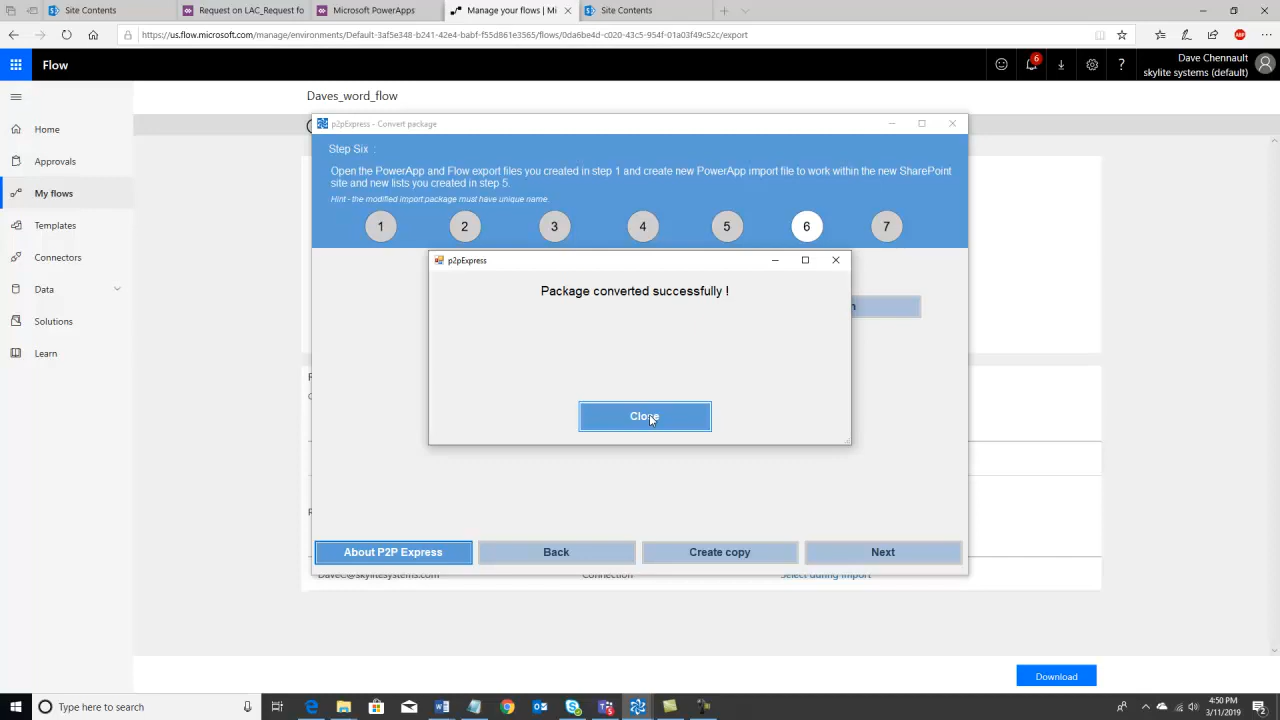 Site Contents
Request on LAC_Request fo
Microsoft PowerApps
Manage your flows | Mi
Site Contents
https://us.flow.microsoft.com/manage/environments/Default-3af5e348-b241-42e4-babf-f55d861e3565/flows/0da6be4d-c020-43c5-954f-01a03f49c52c/export
Flow
6
?
Dave Chennault
skylite systems (default)
Daves_word_flow
Home
Approvals
My flows
Templates
Connectors
Data
Solutions
Learn
p2pExpress - Convert package
Step Six :
Open the PowerApp and Flow export files you created in step 1 and create new PowerApp import file to work within the new SharePoint
site and new lists you created in step 5.
Hint - the modified import package must have unique name.
1 2 3 4 5 6 7
p2pExpress
Package converted successfully !
Close
About P2P Express
Back
Create copy
Next
DaveC@skylitesystems.com
Connection
Select during import
Download
Type here to search
4:50 PM
3/11/2019
2